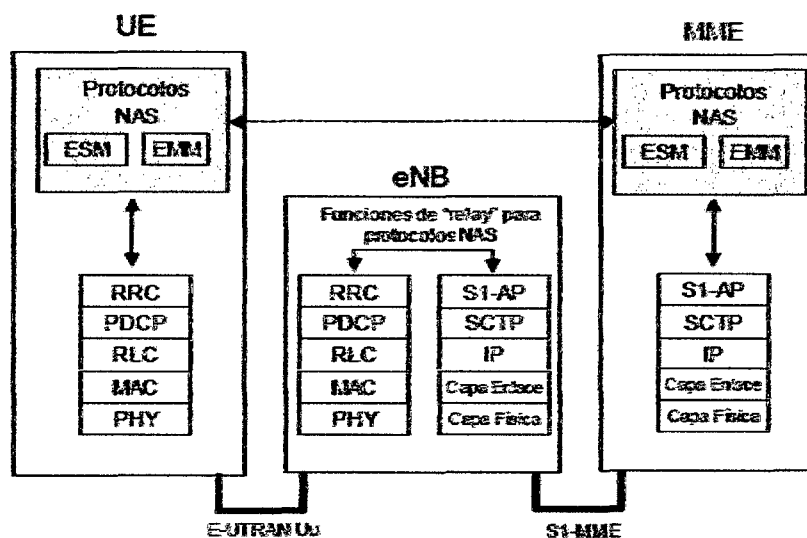 UE
Protocolos
NAS
ESM
EMM
RRC
PDCP
RLC
MAC
PHY
eNB
Funciones de "relay" para
protocolos NAS
RRC
PDCP
RLC
MAC
PHY
S1-AP
SCTP
IP
Capa Enlace
Capa Física
MME
Protocolos
NAS
ESM
EMM
S1-AP
SCTP
IP
Capa Enlace
Capa Física
E-UTRAN Uu
S1-MME